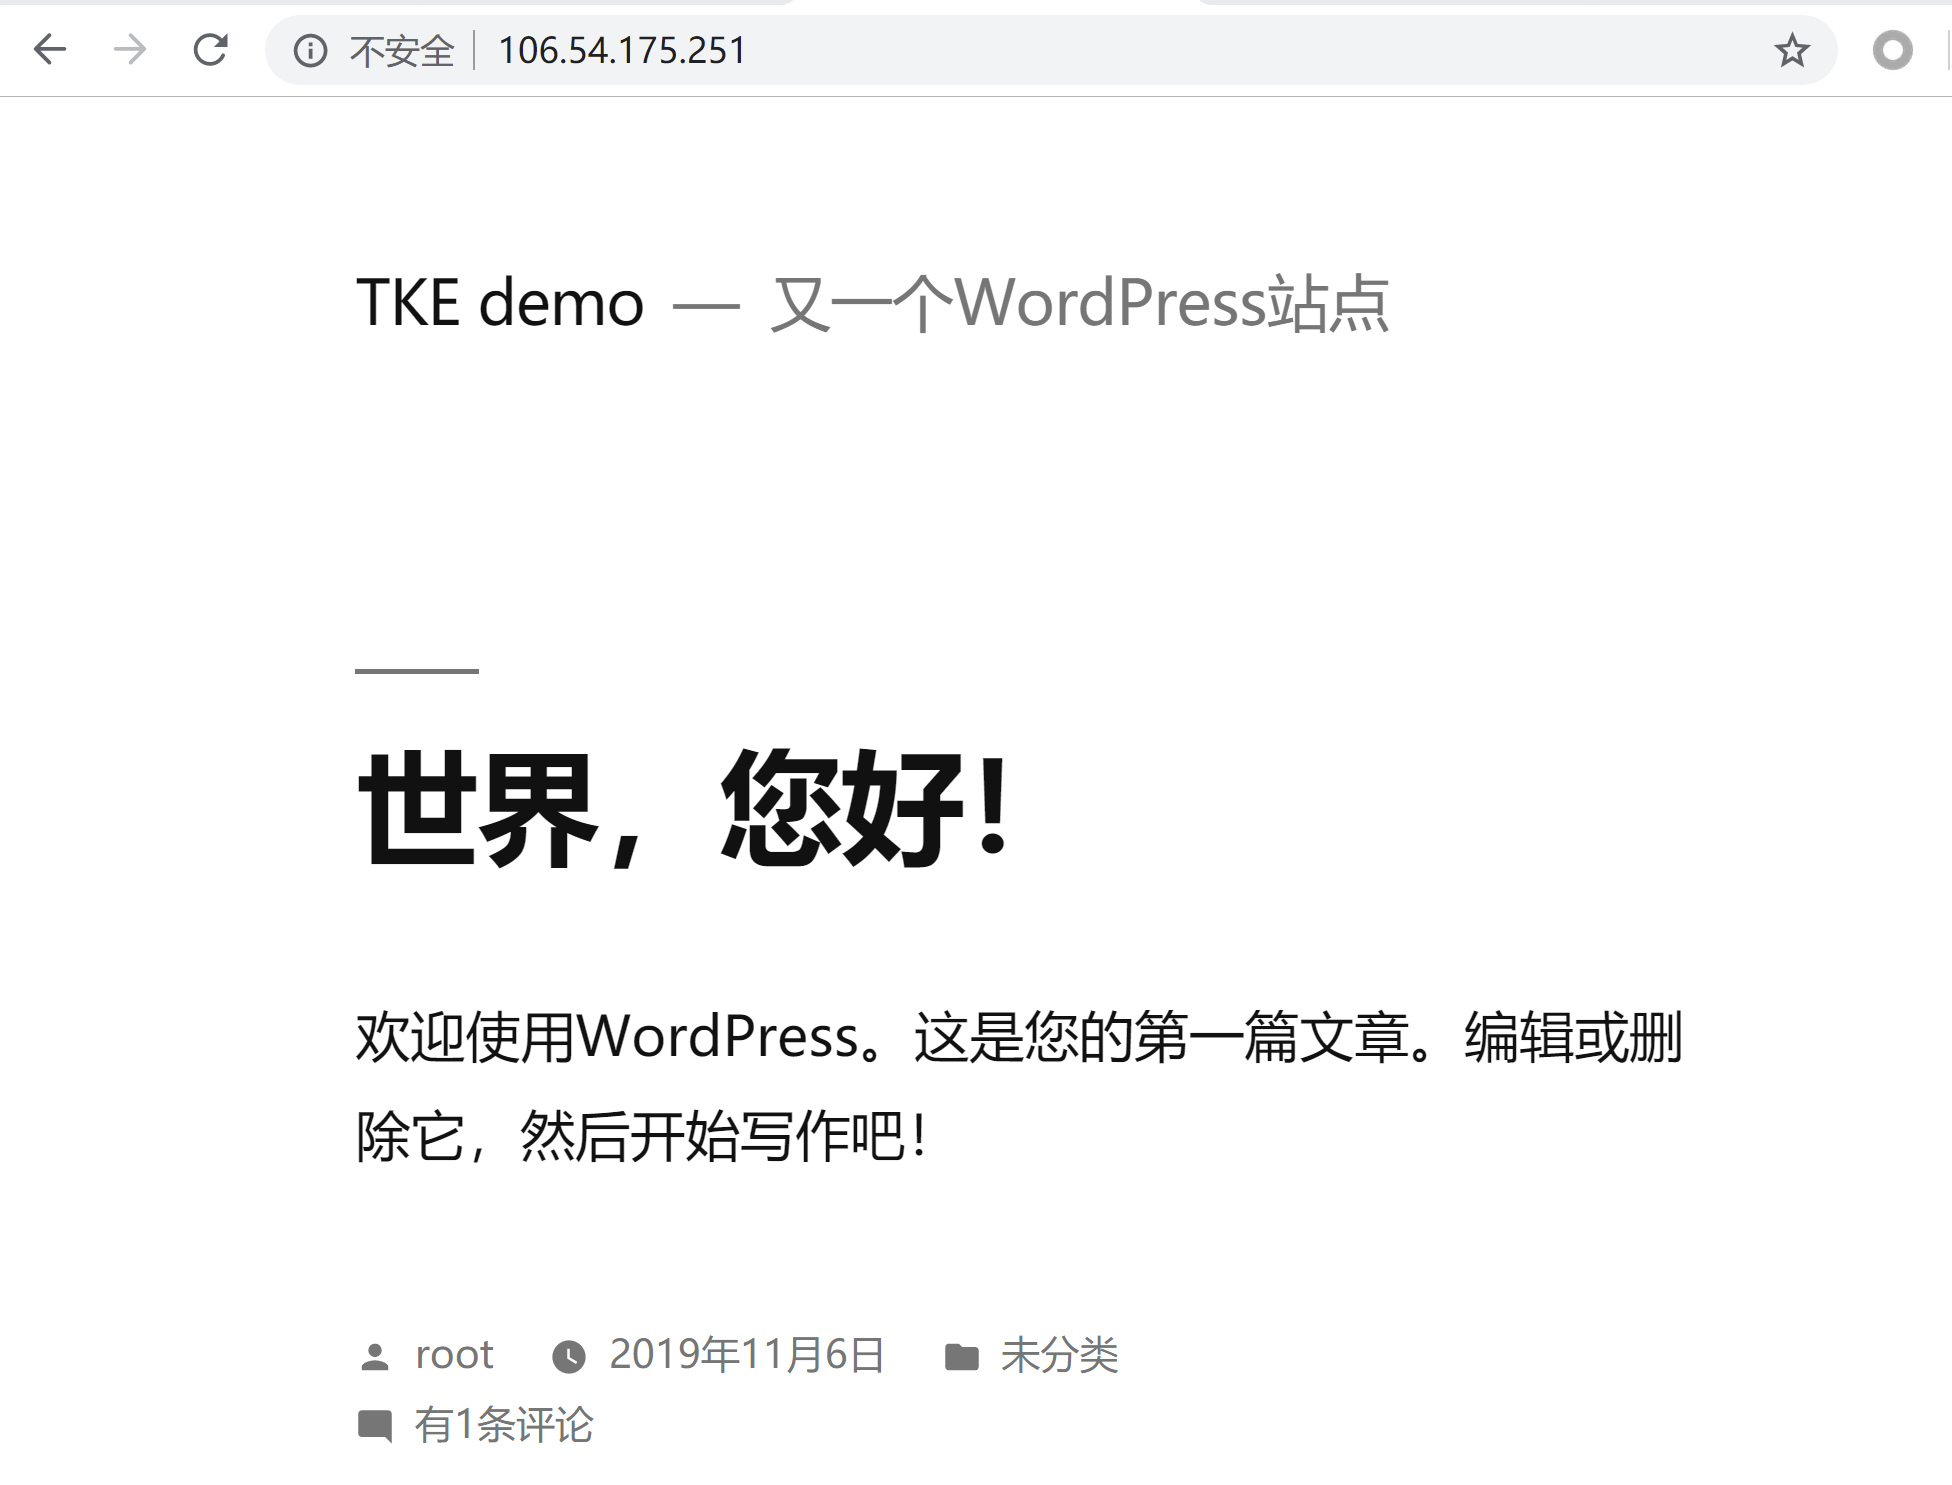 不安全 106.54.175.251
TKE demo — 又一个WordPress站点
世界，您好！
欢迎使用WordPress。这是您的第一篇文章。编辑或删
除它，然后开始写作吧！
root 2019年11月6日 未分类
有1条评论